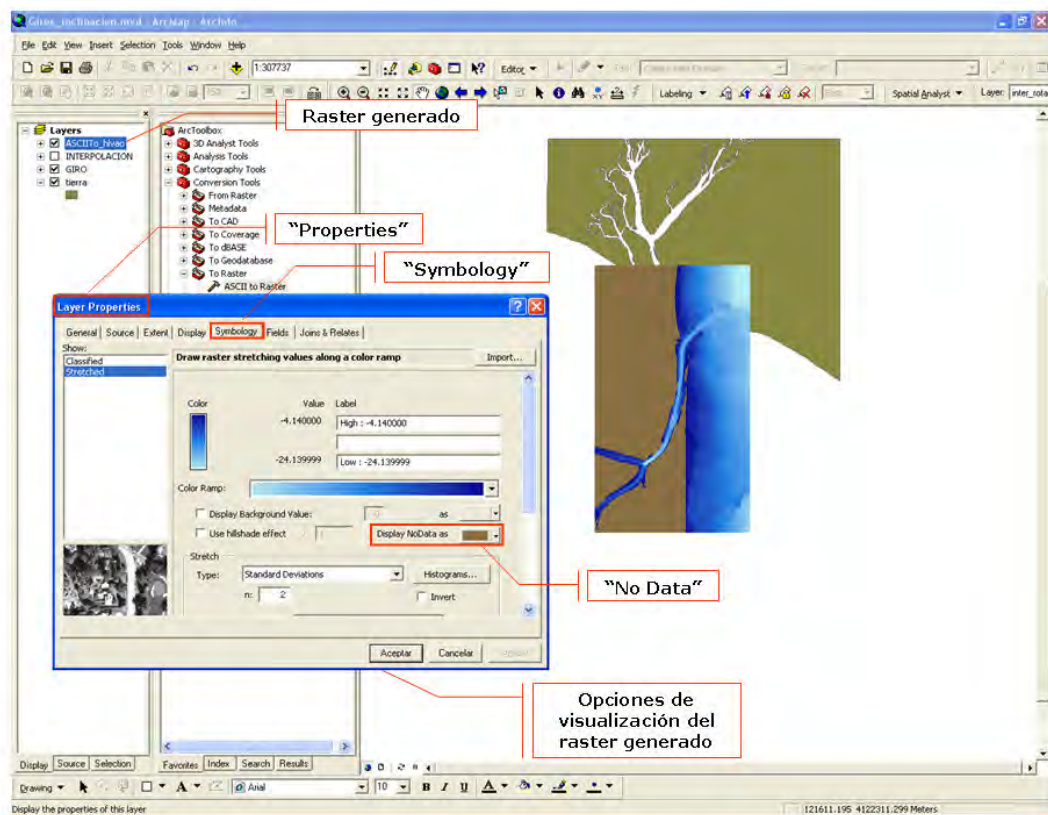 Giros_inclinacion.mxd - ArcMap - ArcInfo
File Edit View Insert Selection Tools Window Help
1:307737
Editor
Labeling
Spatial Analyst
Layer: inter_rota
Raster generado
Layers
ASCIITo_hlvao
INTERPOLACION
GIRO
tierra
ArcToolbox
3D Analyst Tools
Analysis Tools
Cartography Tools
Conversion Tools
From Raster
Metadata
To CAD
To Coverage
To dBASE
To Geodatabase
To Raster
ASCII to Raster
"Properties"
"Symbology"
Layer Properties
General Source Extent Display Symbology Fields Joins & Relates
Show:
Classified
Stretched
Draw raster stretching values along a color ramp
Import...
Color Value Label
-4.140000 High : -4.140000
-24.139999 Low : -24.139999
Color Ramp:
Display Background Value: 0 as
Use hillshade effect
Display NoData as
Stretch
Type: Standard Deviations
Histograms...
n: 2
Invert
"No Data"
Aceptar Cancelar
Opciones de
visualización del
raster generado
Display Source Selection
Favorites Index Search Results
Drawing A Arial 10 B I U A
Display the properties of this layer
121611.195 4122311.299 Meters